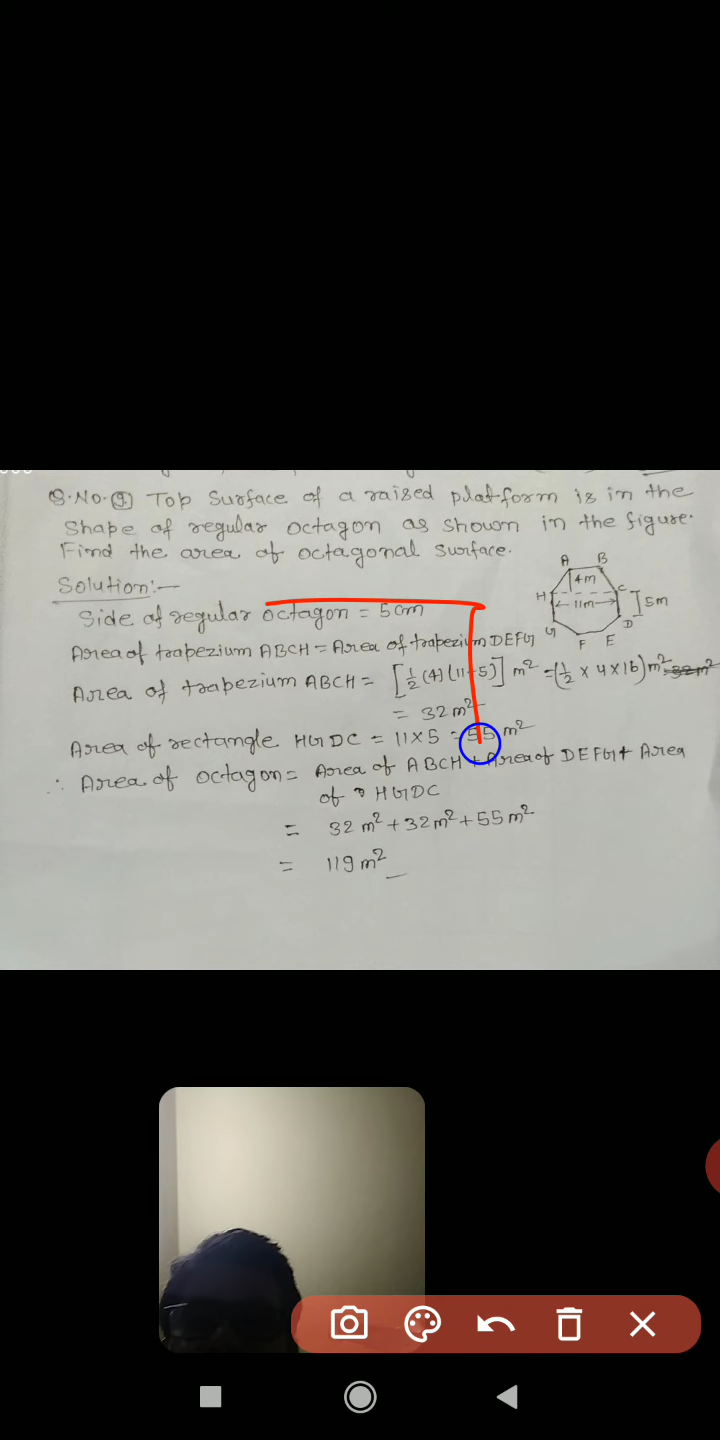 Q.No.(9) Top Surface of a raised platform is in the
Shape of regular octagon as shown in the figure.
Find the area of octagonal surface.
Solution:-
Side of regular octagon = 5cm
Area of trapezium ABCH = Area of trapezium DEFG
Area of trapezium ABCH = [1/2 (4)(11+5)] m² = (1/2 × 4×16) m² 32m²
= 32m²
Area of rectangle HGDC = 11×5 = 55 m²
∴ Area of octagon = Area of ABCH + Area of DEFG + Area
of HGDC
= 32 m² + 32m² + 55 m²
= 119 m²
A B
4m
H C
11m 5m
G D
F E